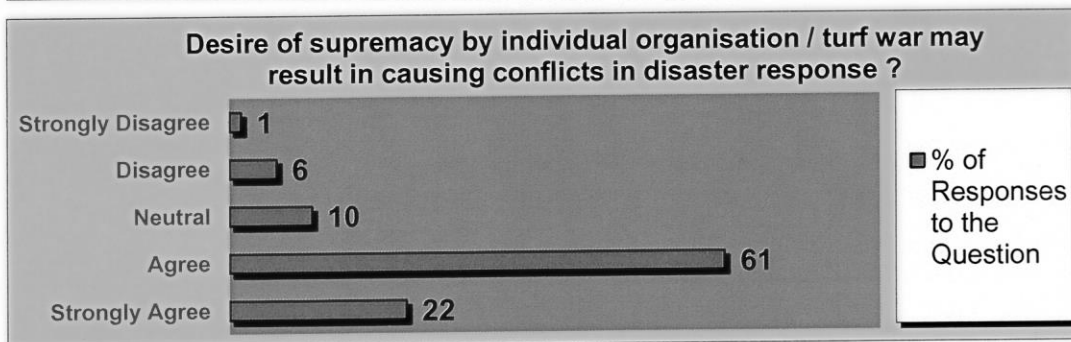 Desire of supremacy by individual organisation / turf war may
result in causing conflicts in disaster response ?
Strongly Disagree 1
Disagree 6
Neutral 10
Agree 61
Strongly Agree 22
% of
Responses
to the
Question